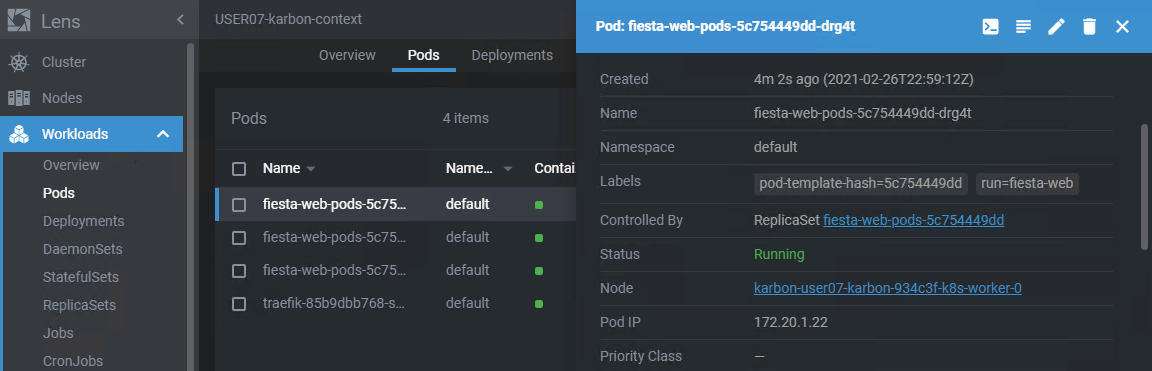 Lens
Cluster
Nodes
Workloads
Overview
Pods
Deployments
DaemonSets
StatefulSets
ReplicaSets
Jobs
CronJobs
USER07-karbon-context
Overview Pods Deployments
Pods 4 items
Name Name... Contai
fiesta-web-pods-5c75... default
fiesta-web-pods-5c75... default
fiesta-web-pods-5c75... default
traefik-85b9dbb768-s... default
Pod: fiesta-web-pods-5c754449dd-drg4t
Created 4m 2s ago (2021-02-26T22:59:12Z)
Name fiesta-web-pods-5c754449dd-drg4t
Namespace default
Labels pod-template-hash=5c754449dd run=fiesta-web
Controlled By ReplicaSet fiesta-web-pods-5c754449dd
Status Running
Node karbon-user07-karbon-934c3f-k8s-worker-0
Pod IP 172.20.1.22
Priority Class —